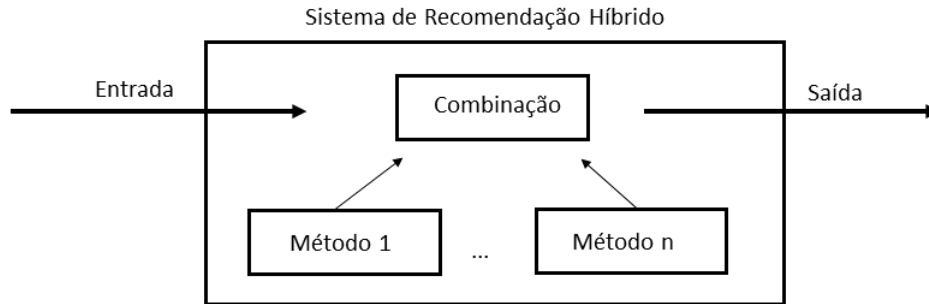 Sistema de Recomendação Híbrido
Entrada
Combinação
Saída
Método 1
...
Método n